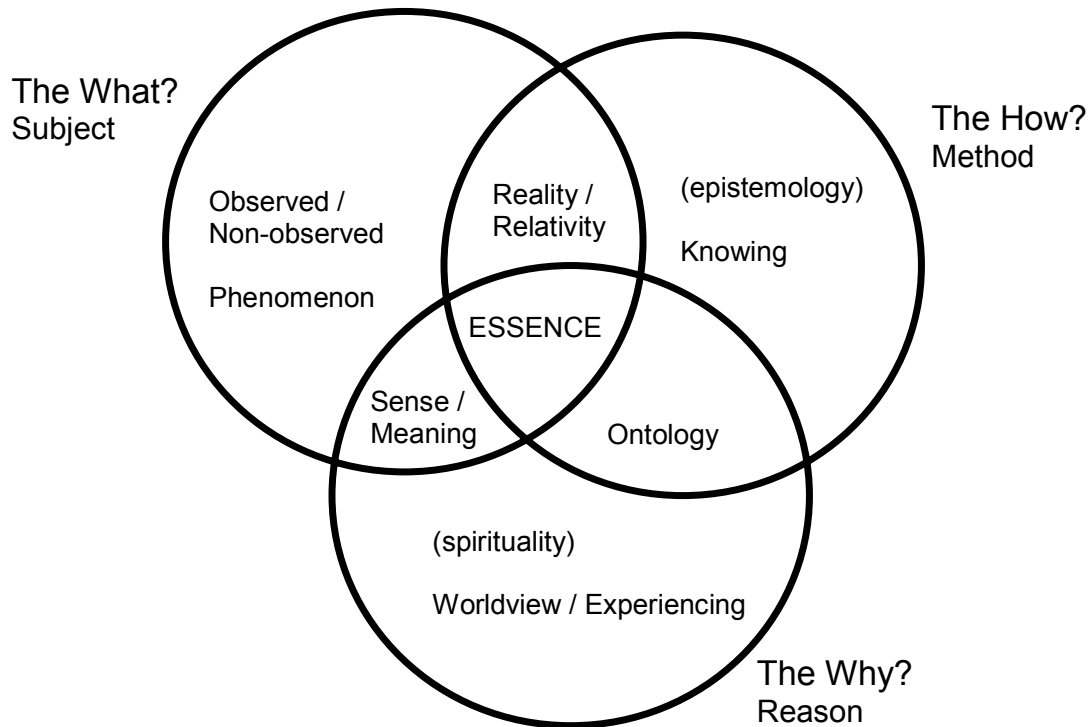 The What?
Subject
The How?
Method
Observed /
Non-observed
Phenomenon
Reality /
Relativity
(epistemology)
Knowing
ESSENCE
Sense /
Meaning
Ontology
(spirituality)
Worldview / Experiencing
The Why?
Reason